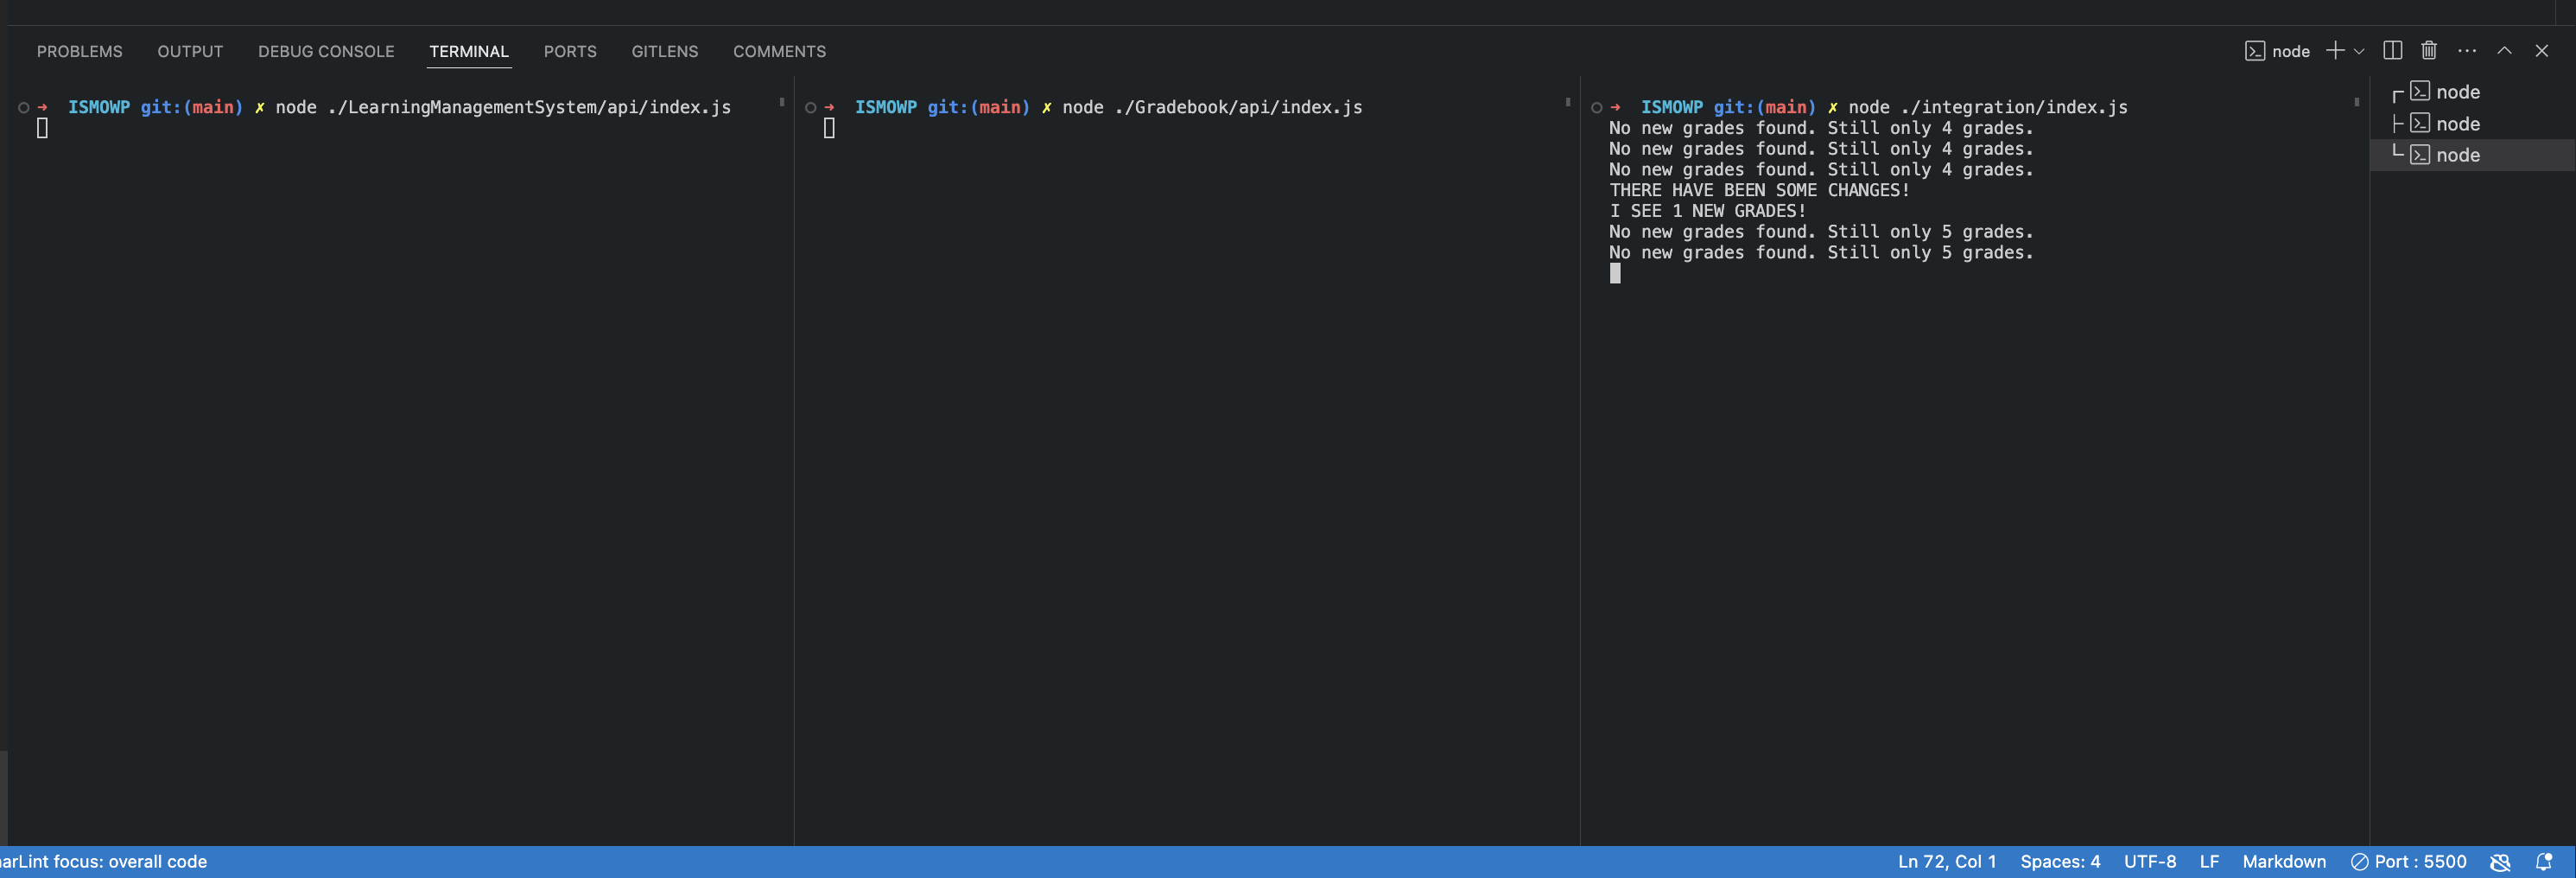 PROBLEMS OUTPUT DEBUG CONSOLE TERMINAL PORTS GITLENS COMMENTS node
➜ ISMOWP git:(main) ✗ node ./LearningManagementSystem/api/index.js
➜ ISMOWP git:(main) ✗ node ./Gradebook/api/index.js
➜ ISMOWP git:(main) ✗ node ./integration/index.js
No new grades found. Still only 4 grades.
No new grades found. Still only 4 grades.
No new grades found. Still only 4 grades.
THERE HAVE BEEN SOME CHANGES!
I SEE 1 NEW GRADES!
No new grades found. Still only 5 grades.
No new grades found. Still only 5 grades.
node
node
node
arLint focus: overall code Ln 72, Col 1 Spaces: 4 UTF-8 LF Markdown Port : 5500